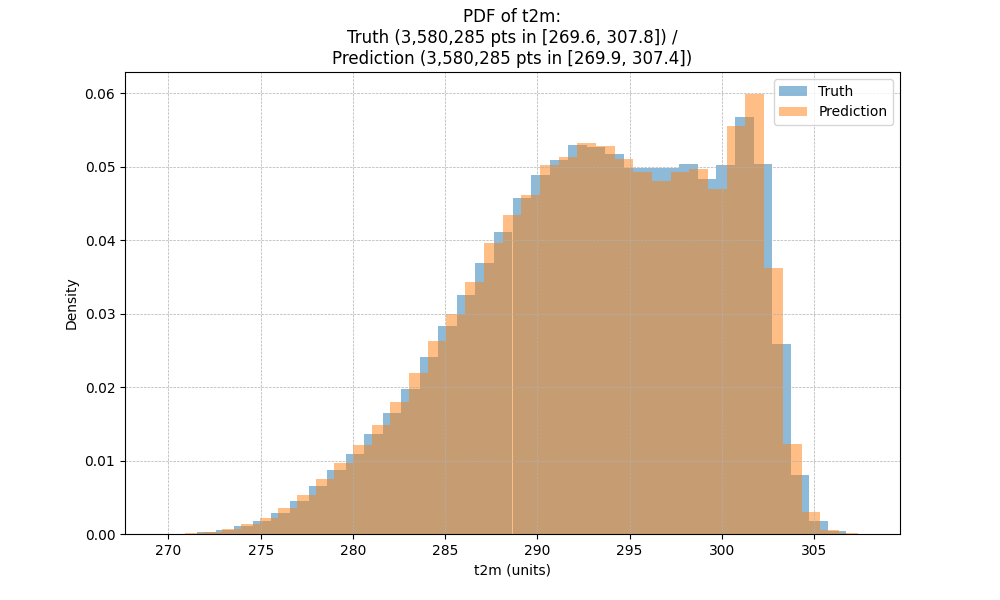 PDF of t2m:
Truth (3,580,285 pts in [269.6, 307.8]) /
Prediction (3,580,285 pts in [269.9, 307.4])
Truth
Prediction
0.06
0.05
0.04
0.03
0.02
0.01
0.00
Density
270 275 280 285 290 295 300 305
t2m (units)